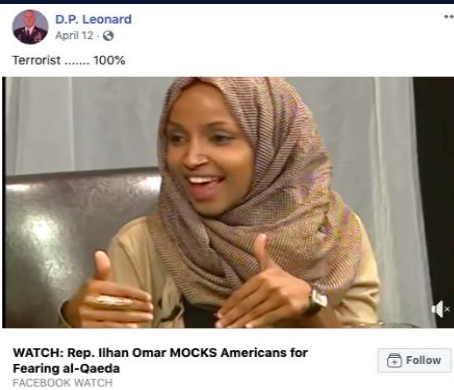 D.P. Leonard
April 12
Terrorist ....... 100%
WATCH: Rep. Ilhan Omar MOCKS Americans for
Fearing al-Qaeda
Follow
FACEBOOK WATCH